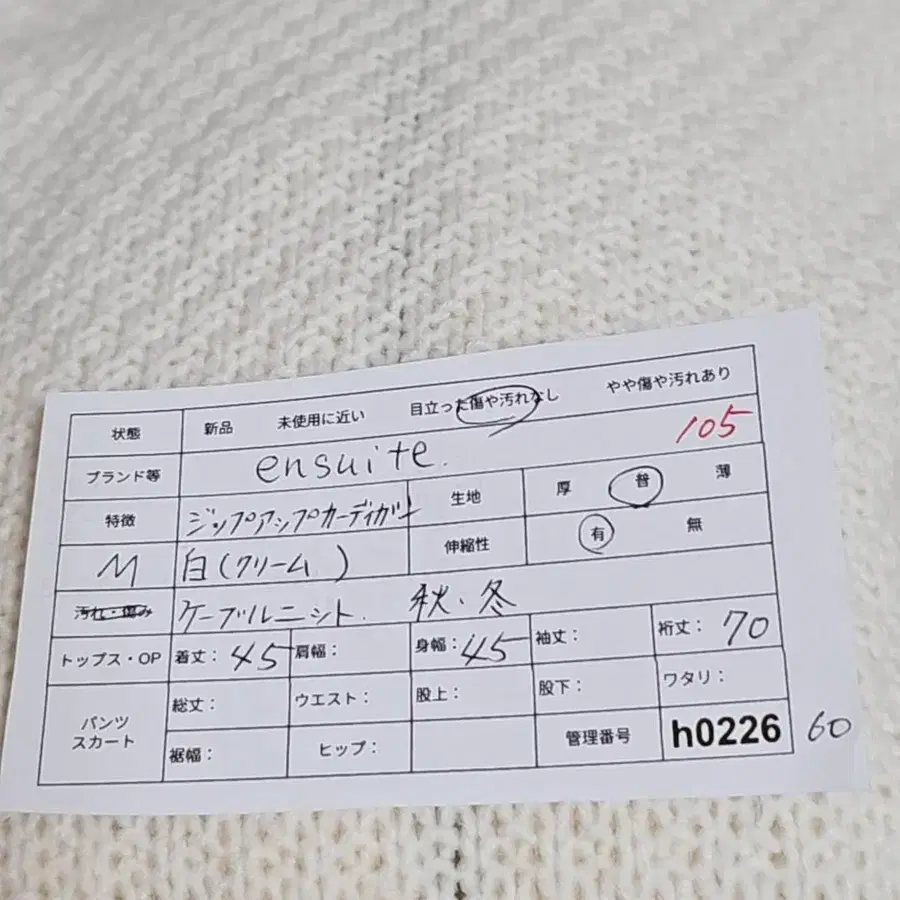 状態 新品 未使用に近い 目立った傷や汚れなし やや傷や汚れあり
ブランド等 ensuite. 105
特徴 ジップアップカーディガン 生地 厚 普 薄
M 白(クリーム) 伸縮性 有 無
汚れ・傷み ケーブルニット. 秋・冬
トップス・OP 着丈: 45 肩幅: 身幅: 45 袖丈: 裄丈: 70
パンツ スカート 総丈: ウエスト: 股上: 股下: ワタリ:
裾幅: ヒップ: 管理番号 h0226 60